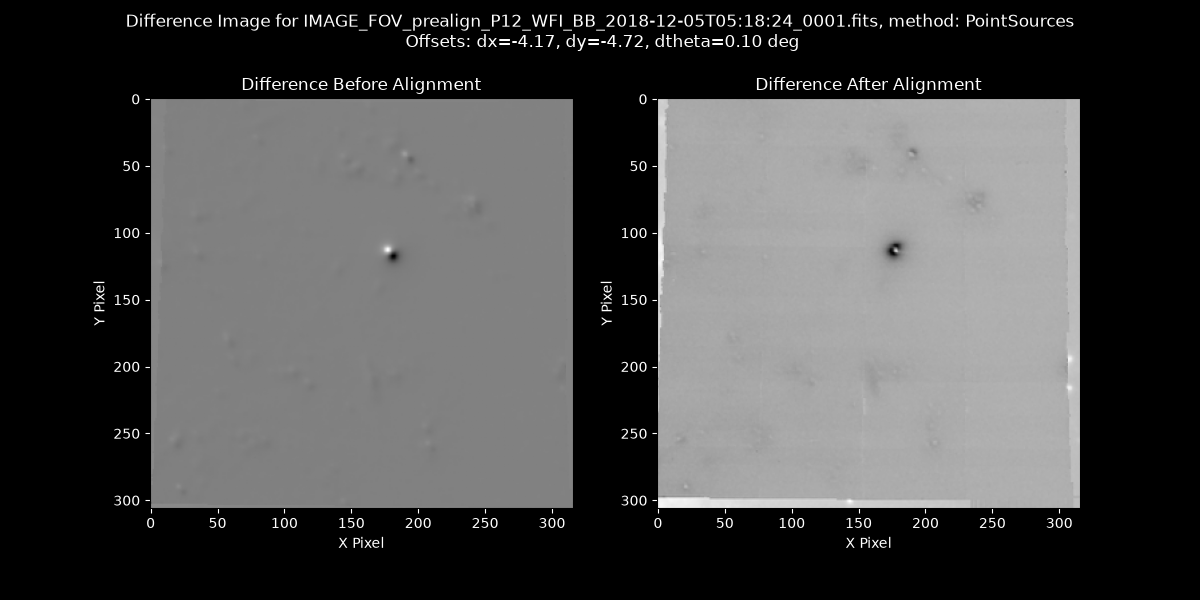 Difference Image for IMAGE_FOV_prealign_P12_WFI_BB_2018-12-05T05:18:24_0001.fits, method: PointSources
Offsets: dx=-4.17, dy=-4.72, dtheta=0.10 deg
Difference Before Alignment
0
50
100
150
200
250
300
Y Pixel
0 50 100 150 200 250 300
X Pixel
Difference After Alignment
0
50
100
150
200
250
300
Y Pixel
0 50 100 150 200 250 300
X Pixel